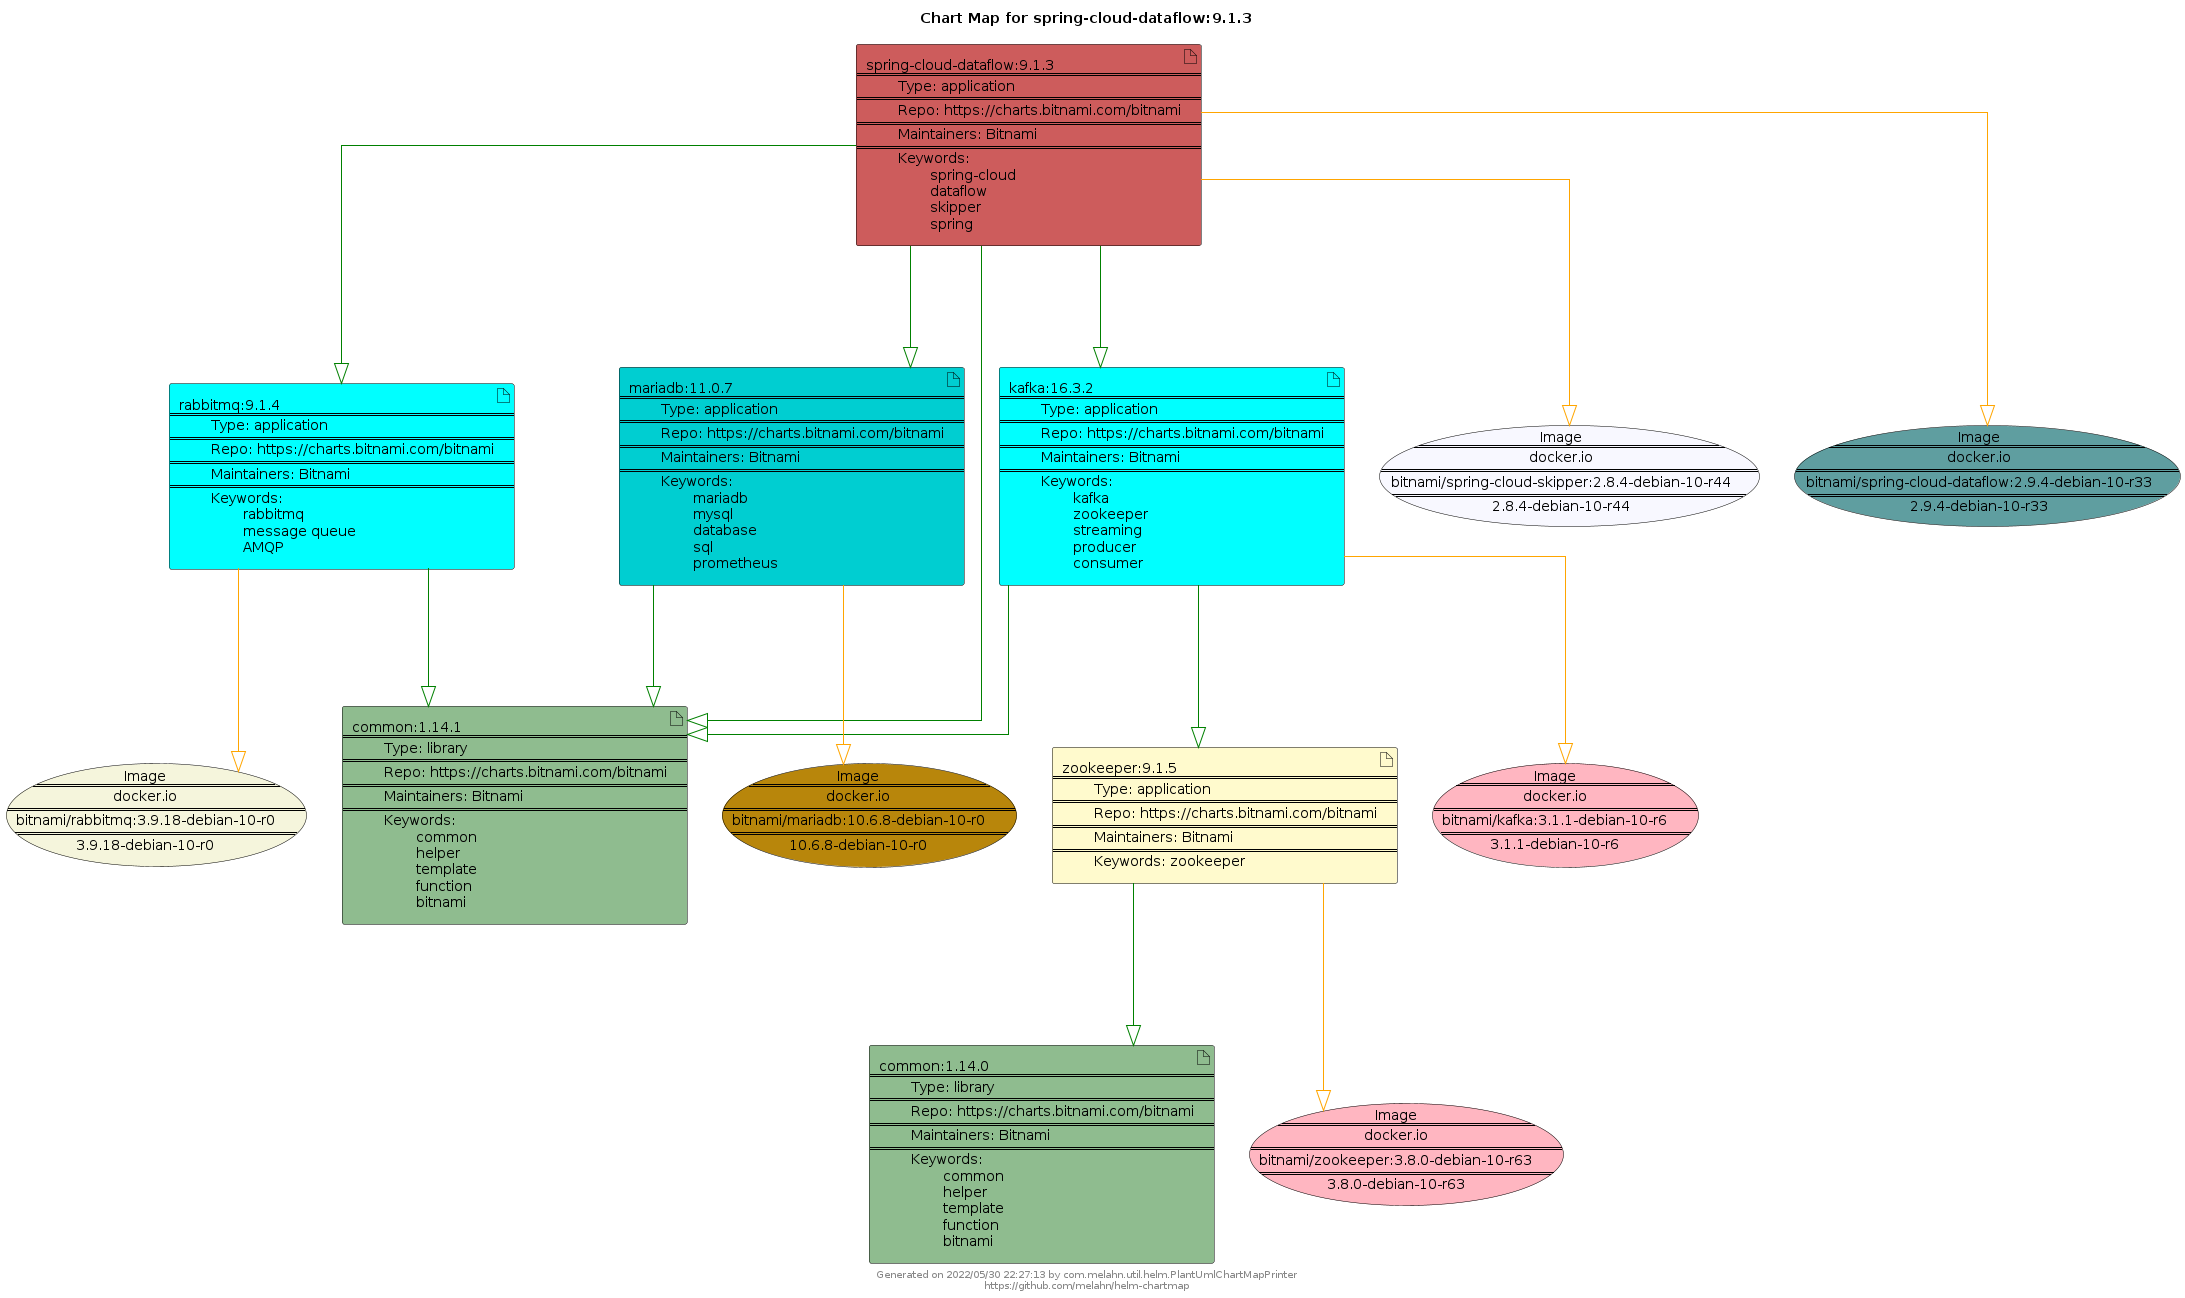 Chart Map for spring-cloud-dataflow:9.1.3
spring-cloud-dataflow:9.1.3
Type: application
Repo: https://charts.bitnami.com/bitnami
Maintainers: Bitnami
Keywords:
spring-cloud
dataflow
skipper
spring
rabbitmq:9.1.4
Type: application
Repo: https://charts.bitnami.com/bitnami
Maintainers: Bitnami
Keywords:
rabbitmq
message queue
AMQP
mariadb:11.0.7
Type: application
Repo: https://charts.bitnami.com/bitnami
Maintainers: Bitnami
Keywords:
mariadb
mysql
database
sql
prometheus
kafka:16.3.2
Type: application
Repo: https://charts.bitnami.com/bitnami
Maintainers: Bitnami
Keywords:
kafka
zookeeper
streaming
producer
consumer
Image
docker.io
bitnami/spring-cloud-skipper:2.8.4-debian-10-r44
2.8.4-debian-10-r44
Image
docker.io
bitnami/spring-cloud-dataflow:2.9.4-debian-10-r33
2.9.4-debian-10-r33
Image
docker.io
bitnami/rabbitmq:3.9.18-debian-10-r0
3.9.18-debian-10-r0
common:1.14.1
Type: library
Repo: https://charts.bitnami.com/bitnami
Maintainers: Bitnami
Keywords:
common
helper
template
function
bitnami
Image
docker.io
bitnami/mariadb:10.6.8-debian-10-r0
10.6.8-debian-10-r0
zookeeper:9.1.5
Type: application
Repo: https://charts.bitnami.com/bitnami
Maintainers: Bitnami
Keywords: zookeeper
Image
docker.io
bitnami/kafka:3.1.1-debian-10-r6
3.1.1-debian-10-r6
common:1.14.0
Type: library
Repo: https://charts.bitnami.com/bitnami
Maintainers: Bitnami
Keywords:
common
helper
template
function
bitnami
Image
docker.io
bitnami/zookeeper:3.8.0-debian-10-r63
3.8.0-debian-10-r63
Generated on 2022/05/30 22:27:13 by com.melahn.util.helm.PlantUmlChartMapPrinter
https://github.com/melahn/helm-chartmap